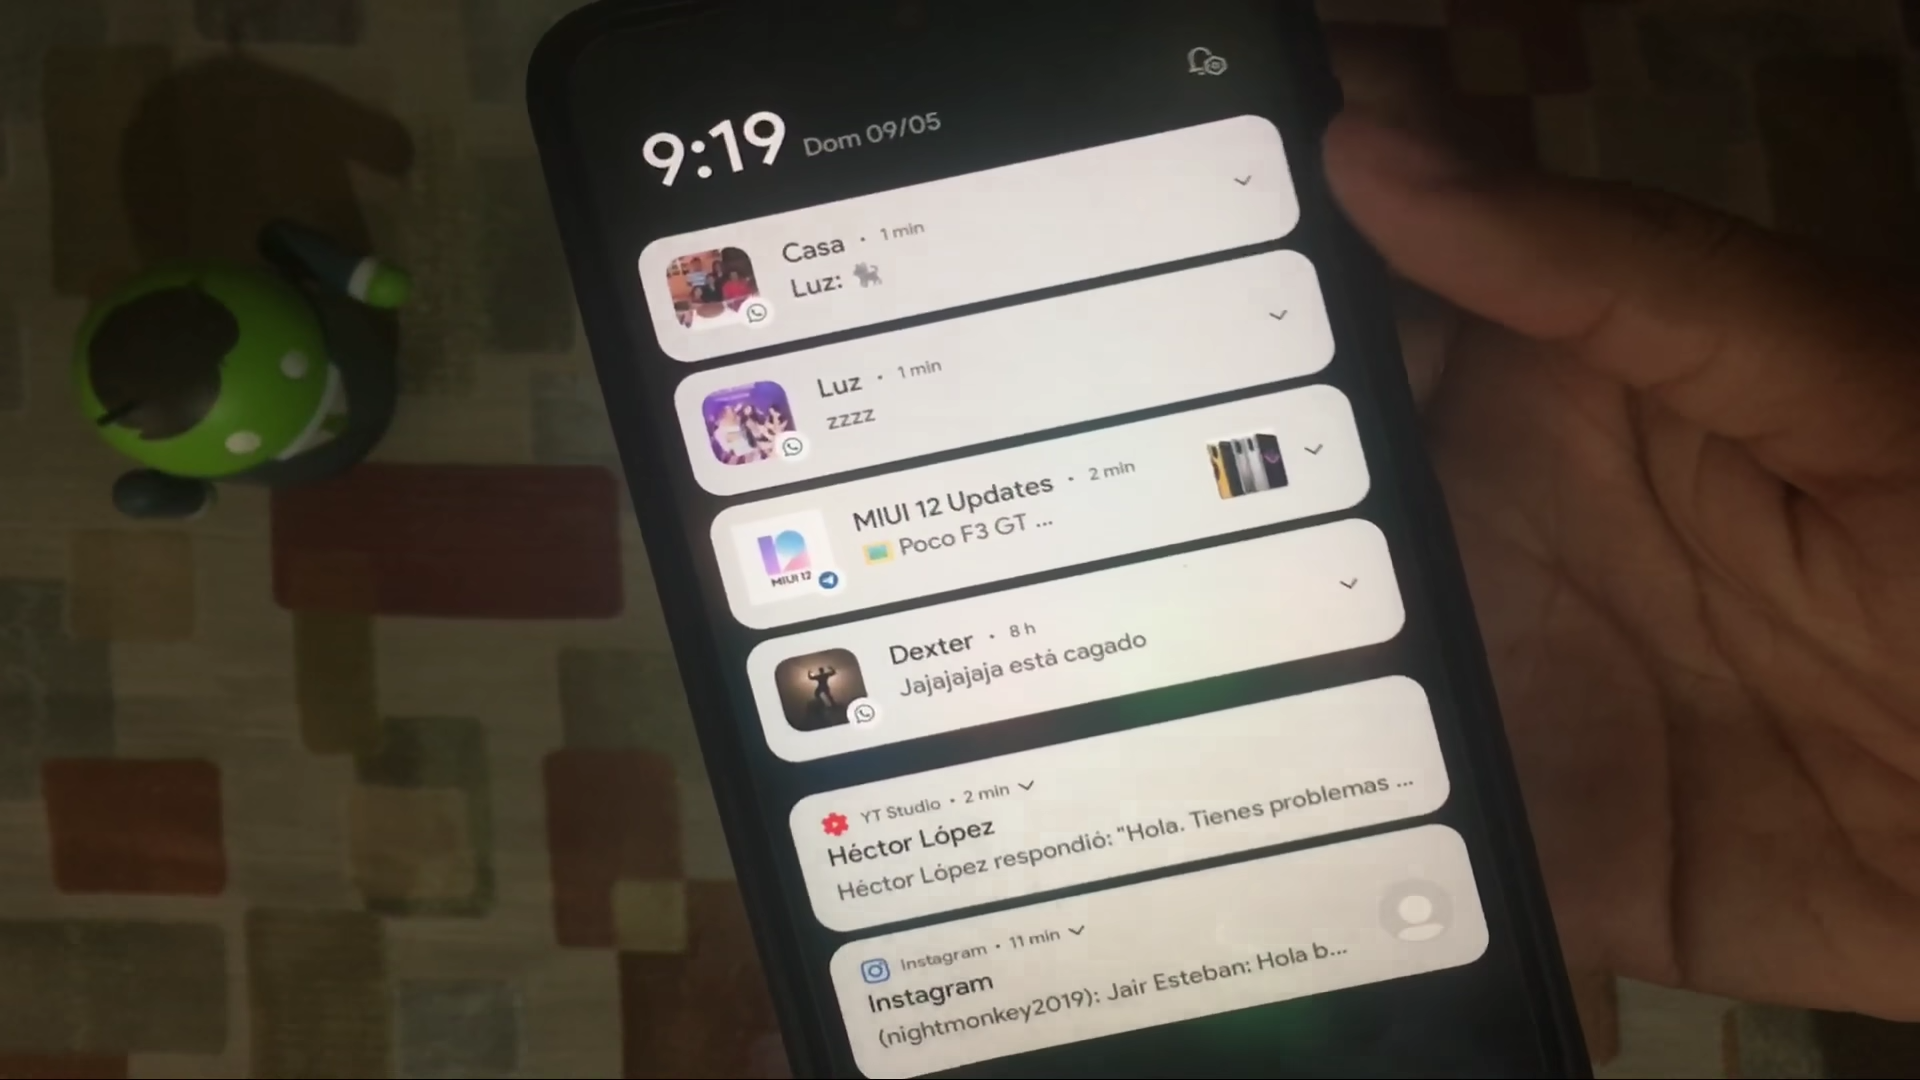 9:19 Dom 09/05
Casa · 1 min
Luz: 🐈‍⬛
Luz · 1 min
zzzz
MIUI 12 Updates · 2 min
🖼 Poco F3 GT ...
MIUI 12
Dexter · 8 h
Jajajajaja está cagado
YT Studio · 2 min
Héctor López
Héctor López respondió: "Hola. Tienes problemas ...
Instagram · 11 min
Instagram
(nightmonkey2019): Jair Esteban: Hola b...